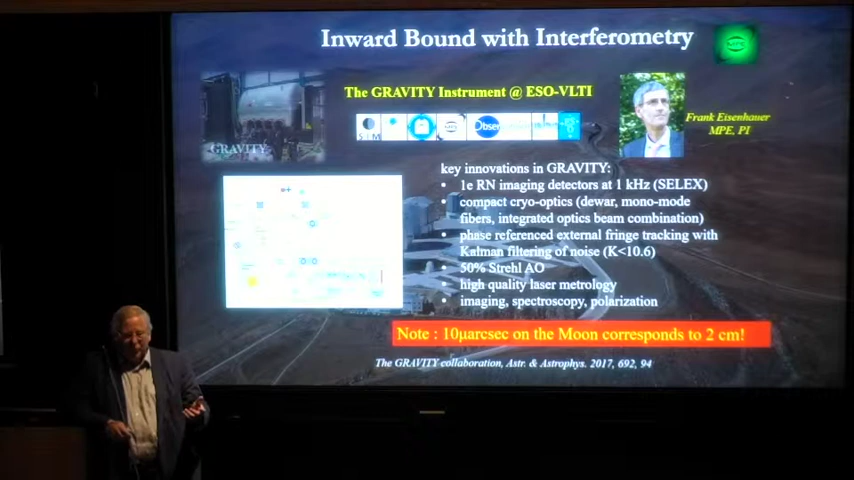 Inward Bound with Interferometry
MPE
The GRAVITY Instrument @ ESO-VLTI
GRAVITY
MPE
Frank Eisenhauer
MPE, PI
key innovations in GRAVITY:
• 1e RN imaging detectors at 1 kHz (SELEX)
• compact cryo-optics (dewar, mono-mode
fibers, integrated optics beam combination)
• phase referenced external fringe tracking with
Kalman filtering of noise (K<10.6)
• 50% Strehl AO
• high quality laser metrology
• imaging, spectroscopy, polarization
Note : 10μarcsec on the Moon corresponds to 2 cm!
The GRAVITY collaboration, Astr. & Astrophys. 2017, 692, 94